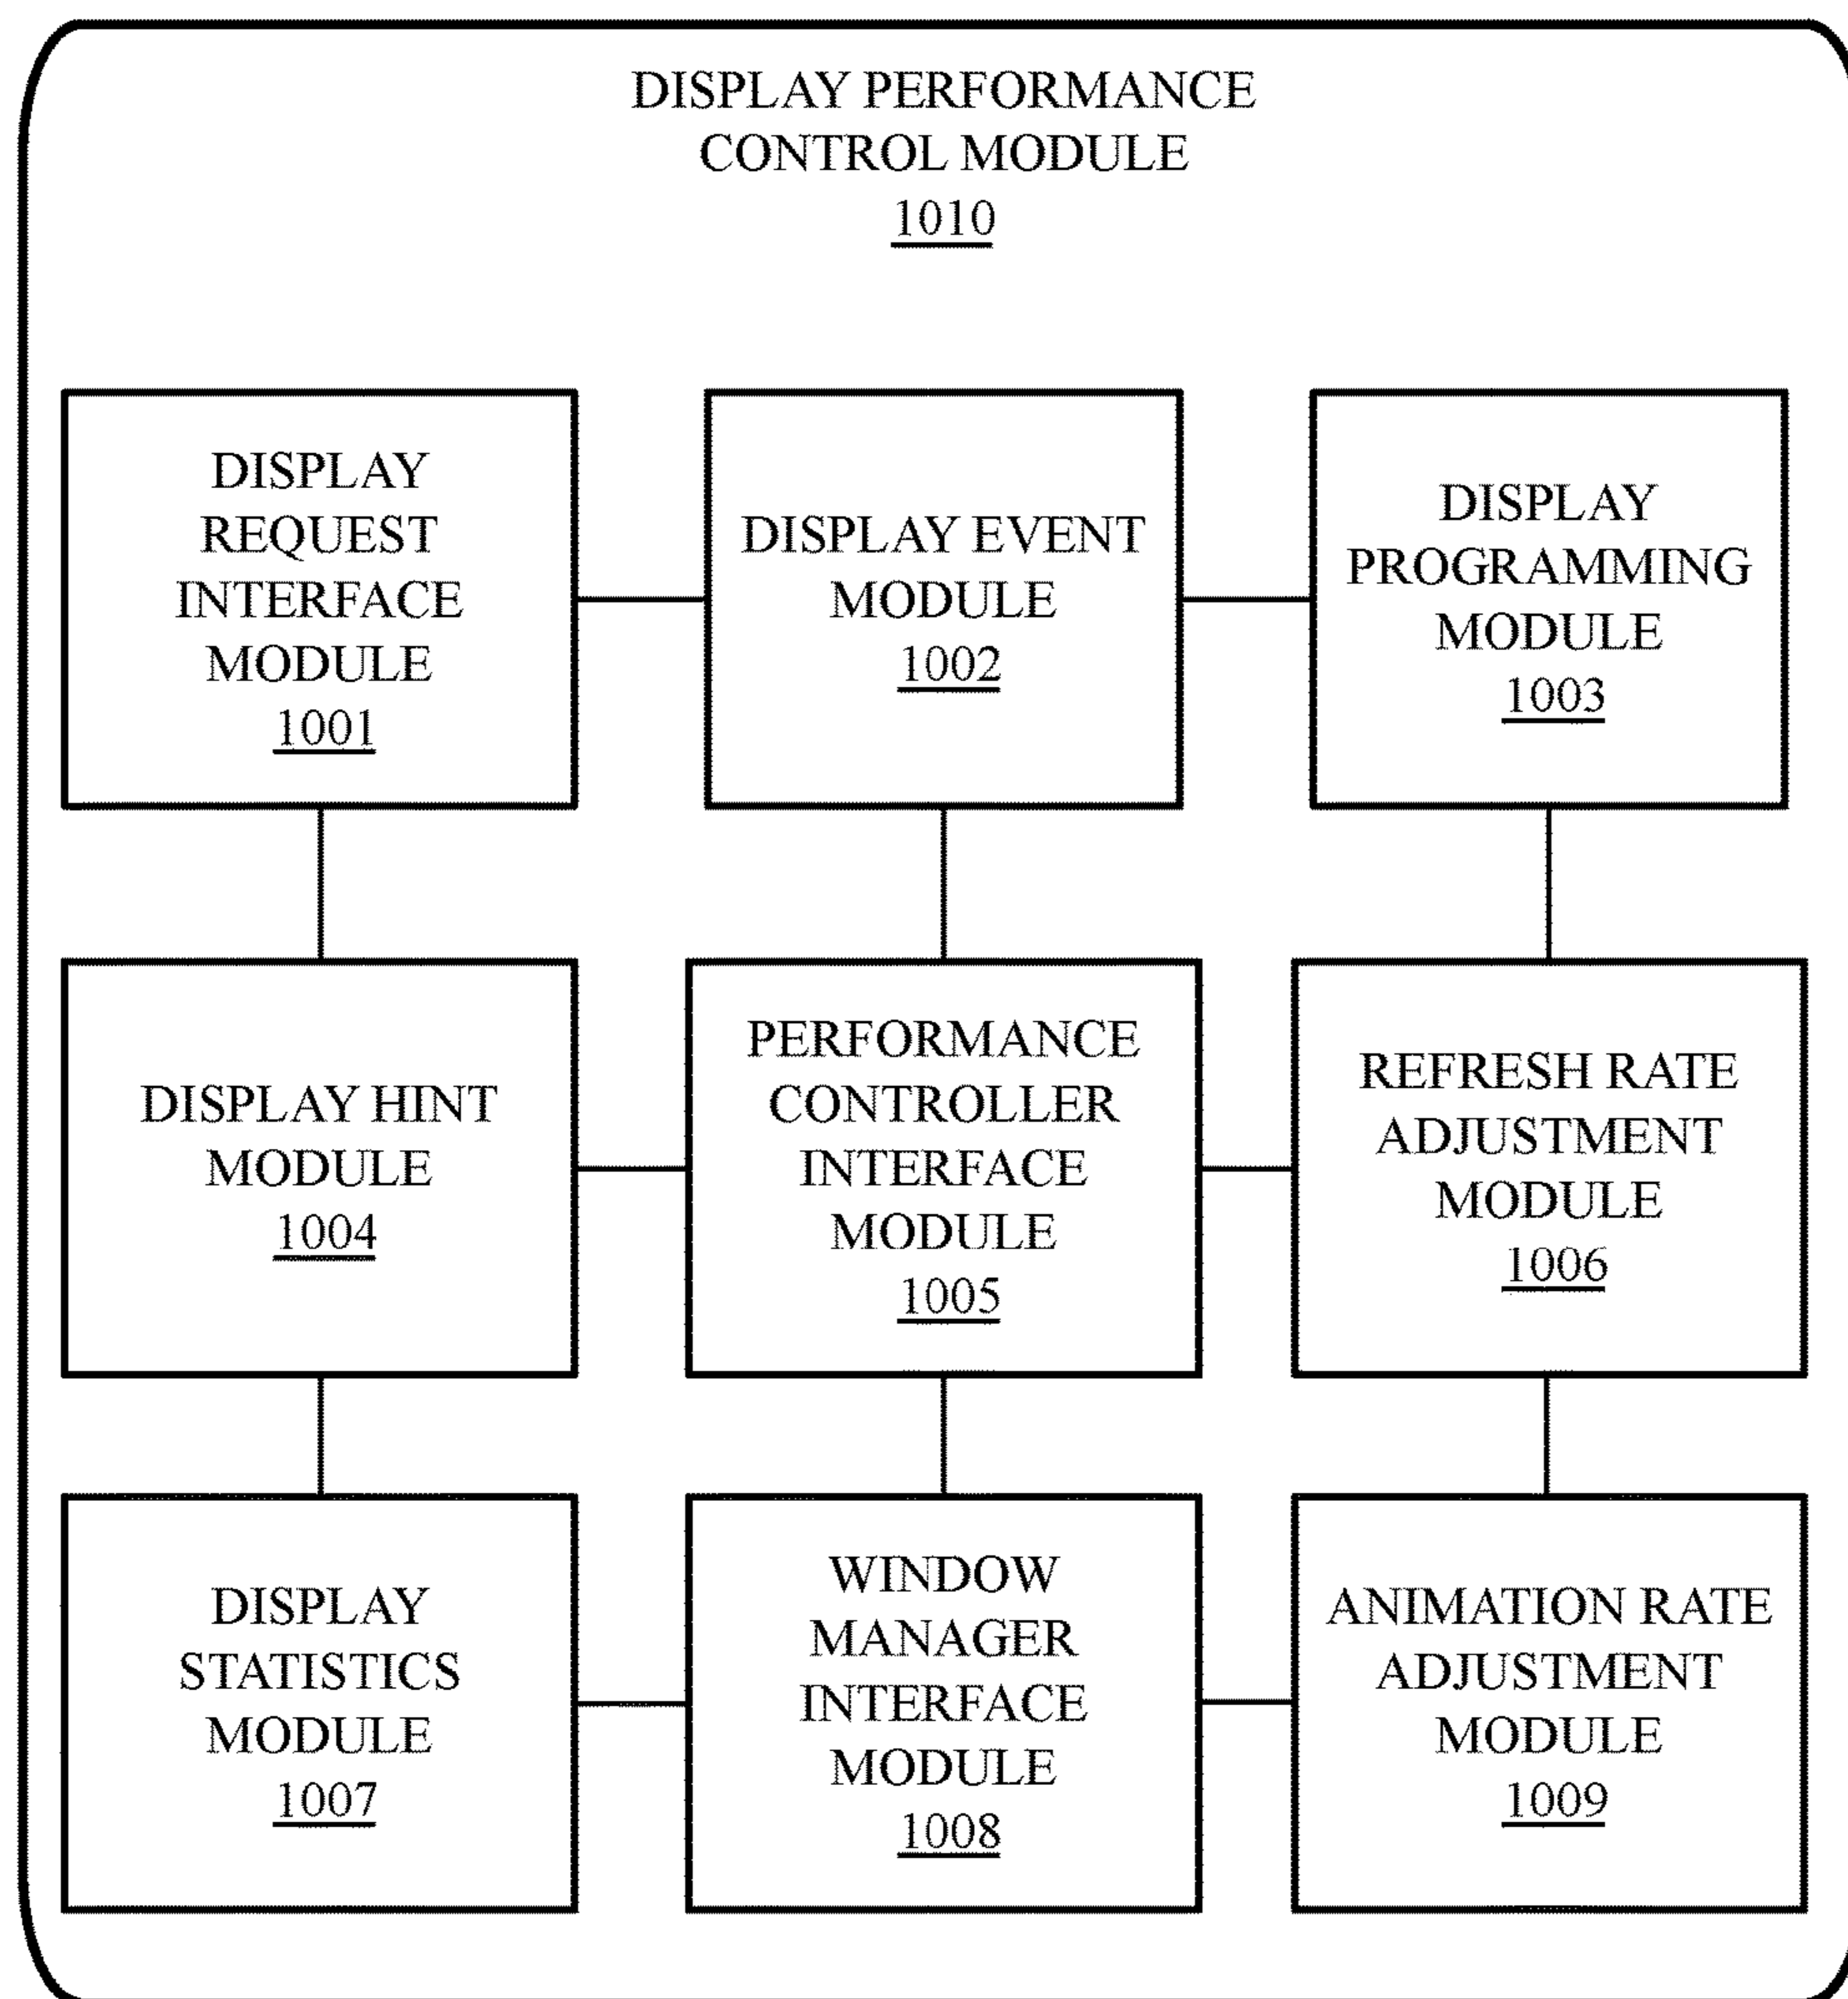 DISPLAY PERFORMANCE
CONTROL MODULE
1010
DISPLAY
REQUEST
INTERFACE
MODULE
1001
DISPLAY EVENT
MODULE
1002
DISPLAY
PROGRAMMING
MODULE
1003
DISPLAY HINT
MODULE
1004
PERFORMANCE
CONTROLLER
INTERFACE
MODULE
1005
REFRESH RATE
ADJUSTMENT
MODULE
1006
DISPLAY
STATISTICS
MODULE
1007
WINDOW
MANAGER
INTERFACE
MODULE
1008
ANIMATION RATE
ADJUSTMENT
MODULE
1009